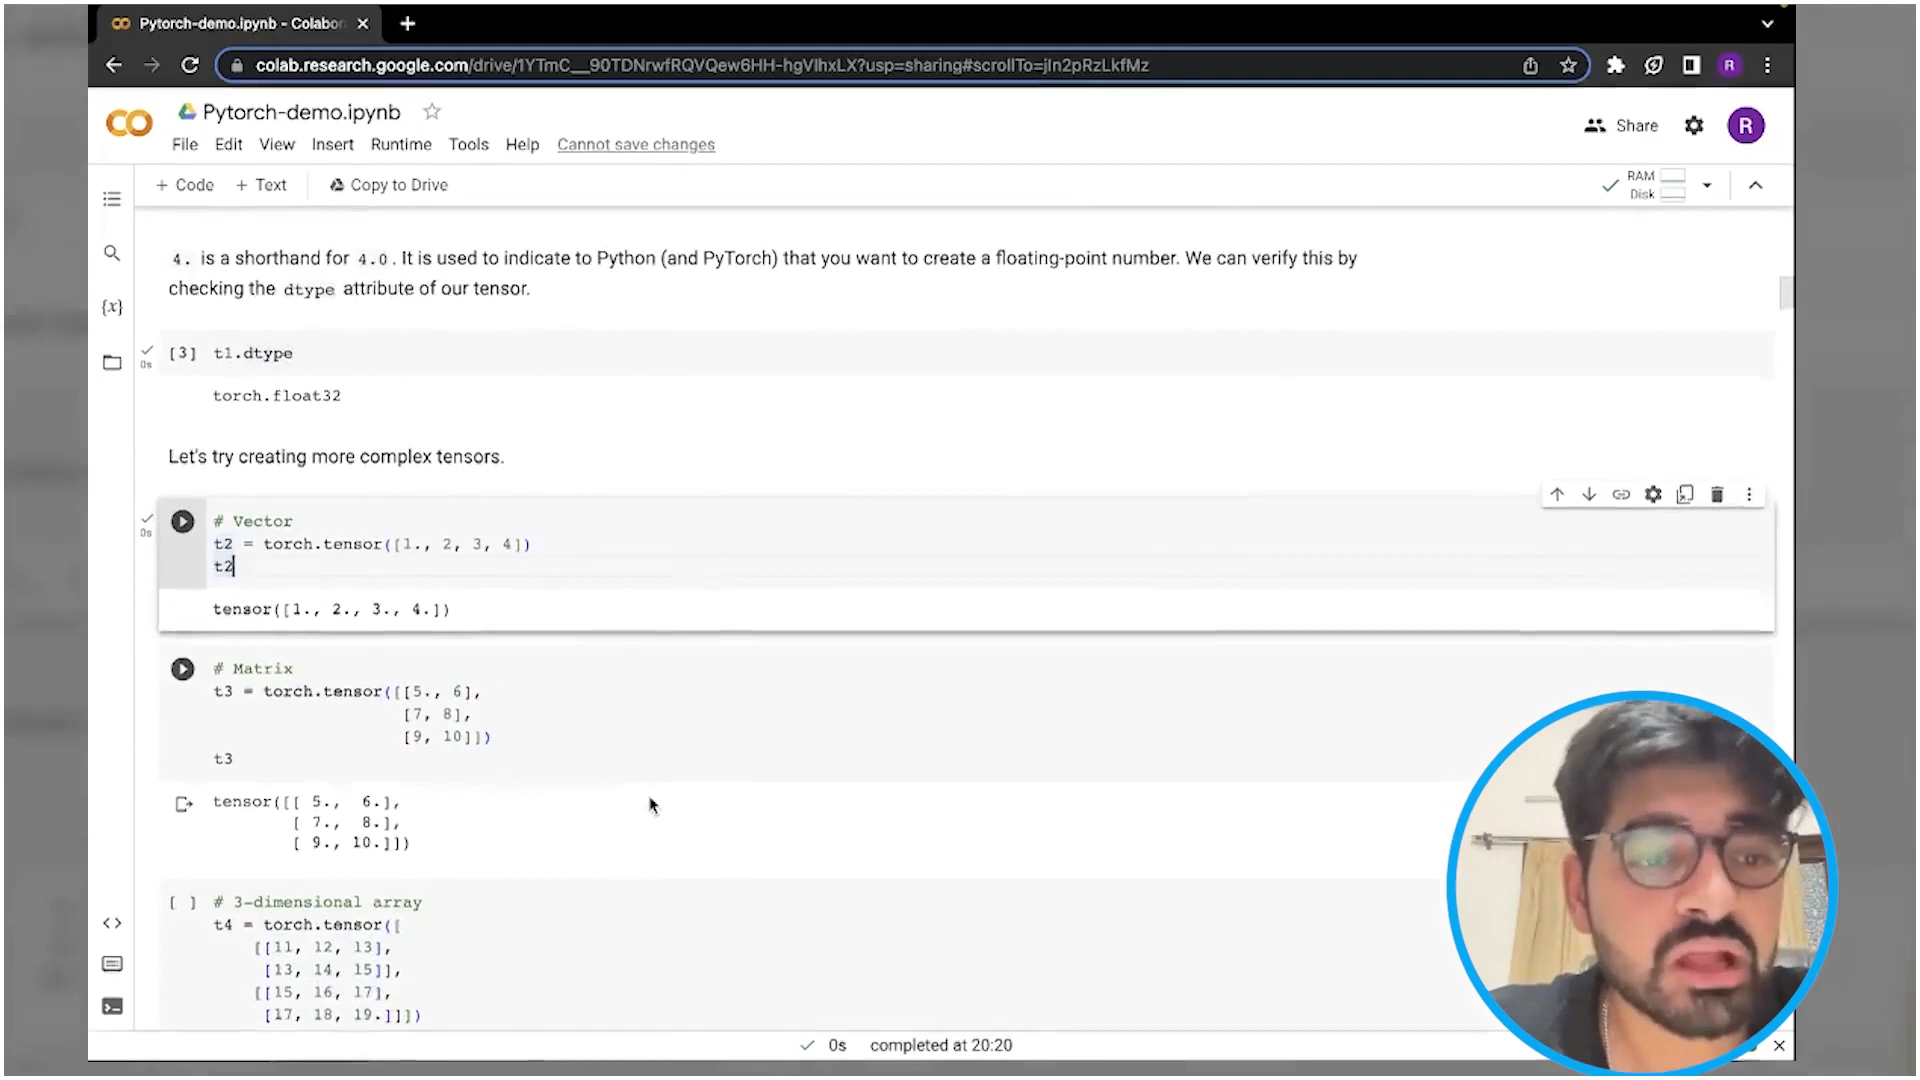 Pytorch-demo.ipynb - Colabor
colab.research.google.com/drive/1YTmC__90TDNrwfRQVQew6HH-hgVIhxLX?usp=sharing#scrollTo=jIn2pRzLkfMz
R
Pytorch-demo.ipynb
Share
R
File Edit View Insert Runtime Tools Help Cannot save changes
+ Code + Text Copy to Drive
RAM
Disk
4. is a shorthand for 4.0. It is used to indicate to Python (and PyTorch) that you want to create a floating-point number. We can verify this by
checking the dtype attribute of our tensor.
{x}
0s
[3] t1.dtype
torch.float32
Let's try creating more complex tensors.
0s
# Vector
t2 = torch.tensor([1., 2, 3, 4])
t2
tensor([1., 2., 3., 4.])
# Matrix
t3 = torch.tensor([[5., 6],
[7, 8],
[9, 10]])
t3
tensor([[ 5., 6.],
[ 7., 8.],
[ 9., 10.]])
[ ] # 3-dimensional array
t4 = torch.tensor([
[[11, 12, 13],
[13, 14, 15]],
[[15, 16, 17],
[17, 18, 19.]]])
0s completed at 20:20